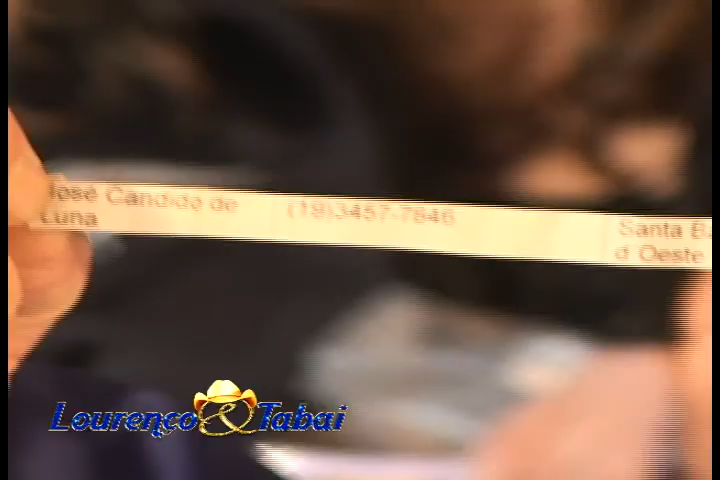 José Candido de
Luna
(19)3457-7846
Santa B
d Oeste
Lourenço & Tabai